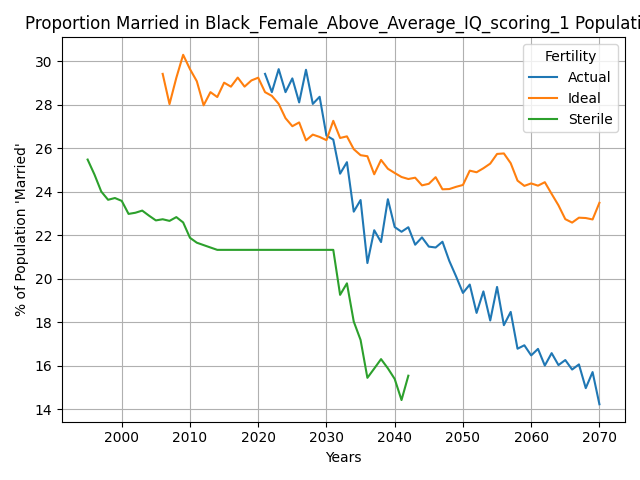 Proportion Married in Black_Female_Above_Average_IQ_scoring_1 Populati
Fertility
Actual
Ideal
Sterile
% of Population 'Married'
30
28
26
24
22
20
18
16
14
2000 2010 2020 2030 2040 2050 2060 2070
Years